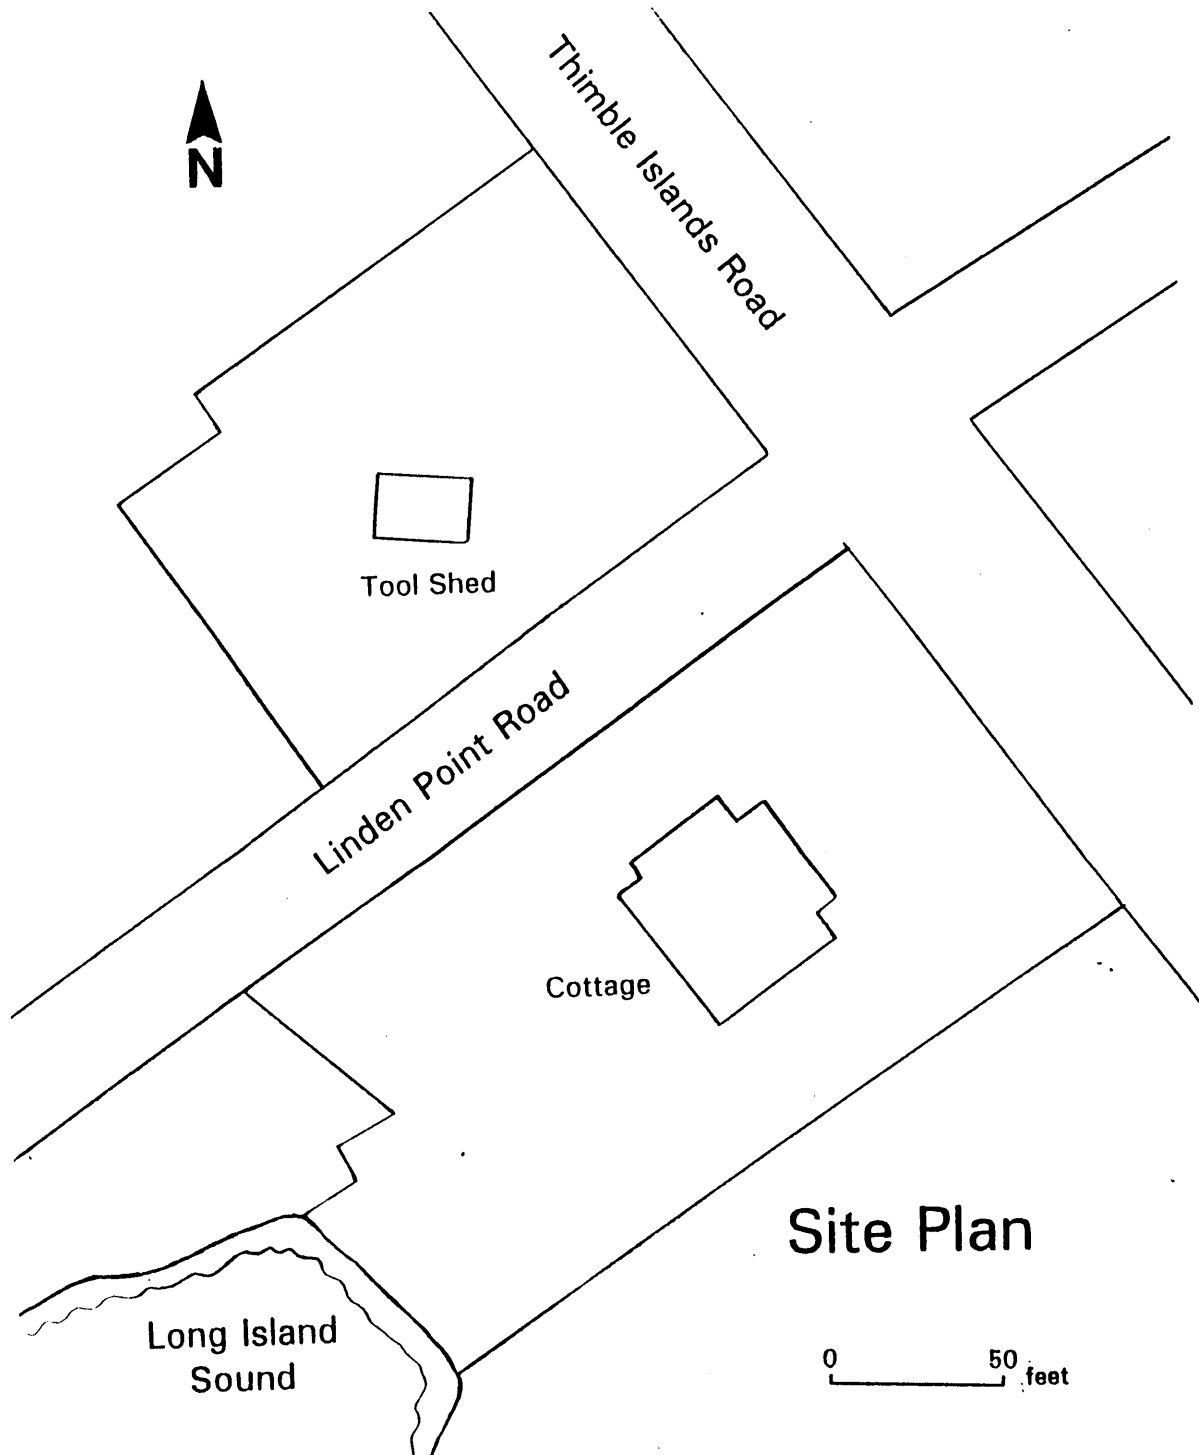 Thimble Islands Road
N
Tool Shed
Linden Point Road
Cottage
Site Plan
Long Island
Sound
0 50 feet